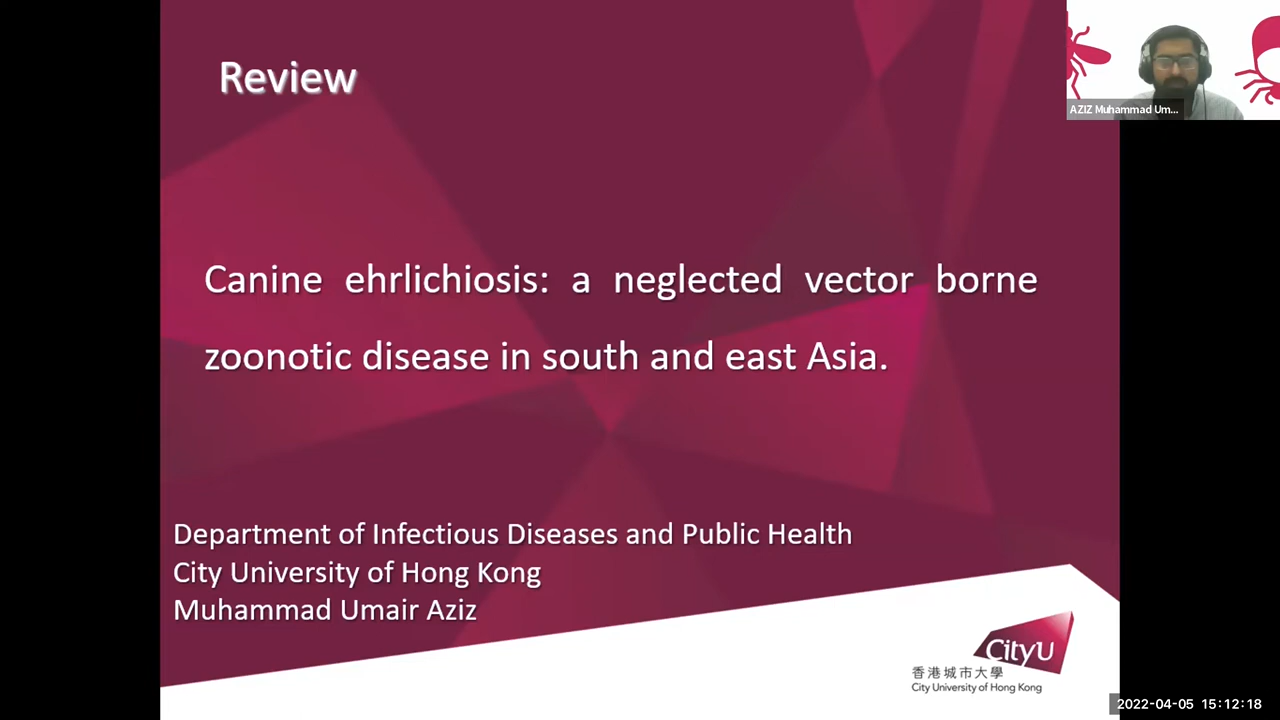 Review
AZIZ Muhammad Um...
Canine ehrlichiosis: a neglected vector borne
zoonotic disease in south and east Asia.
Department of Infectious Diseases and Public Health
City University of Hong Kong
Muhammad Umair Aziz
CityU
香港城市大學
City University of Hong Kong
2022-04-05 15:12:18